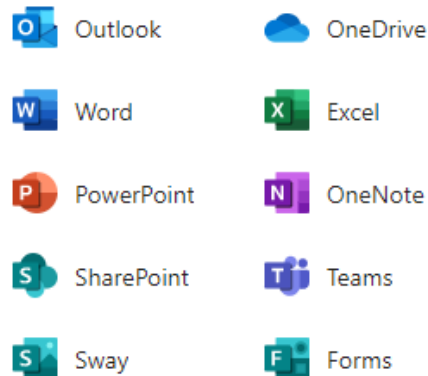 Outlook
OneDrive
Word
Excel
PowerPoint
OneNote
SharePoint
Teams
Sway
Forms